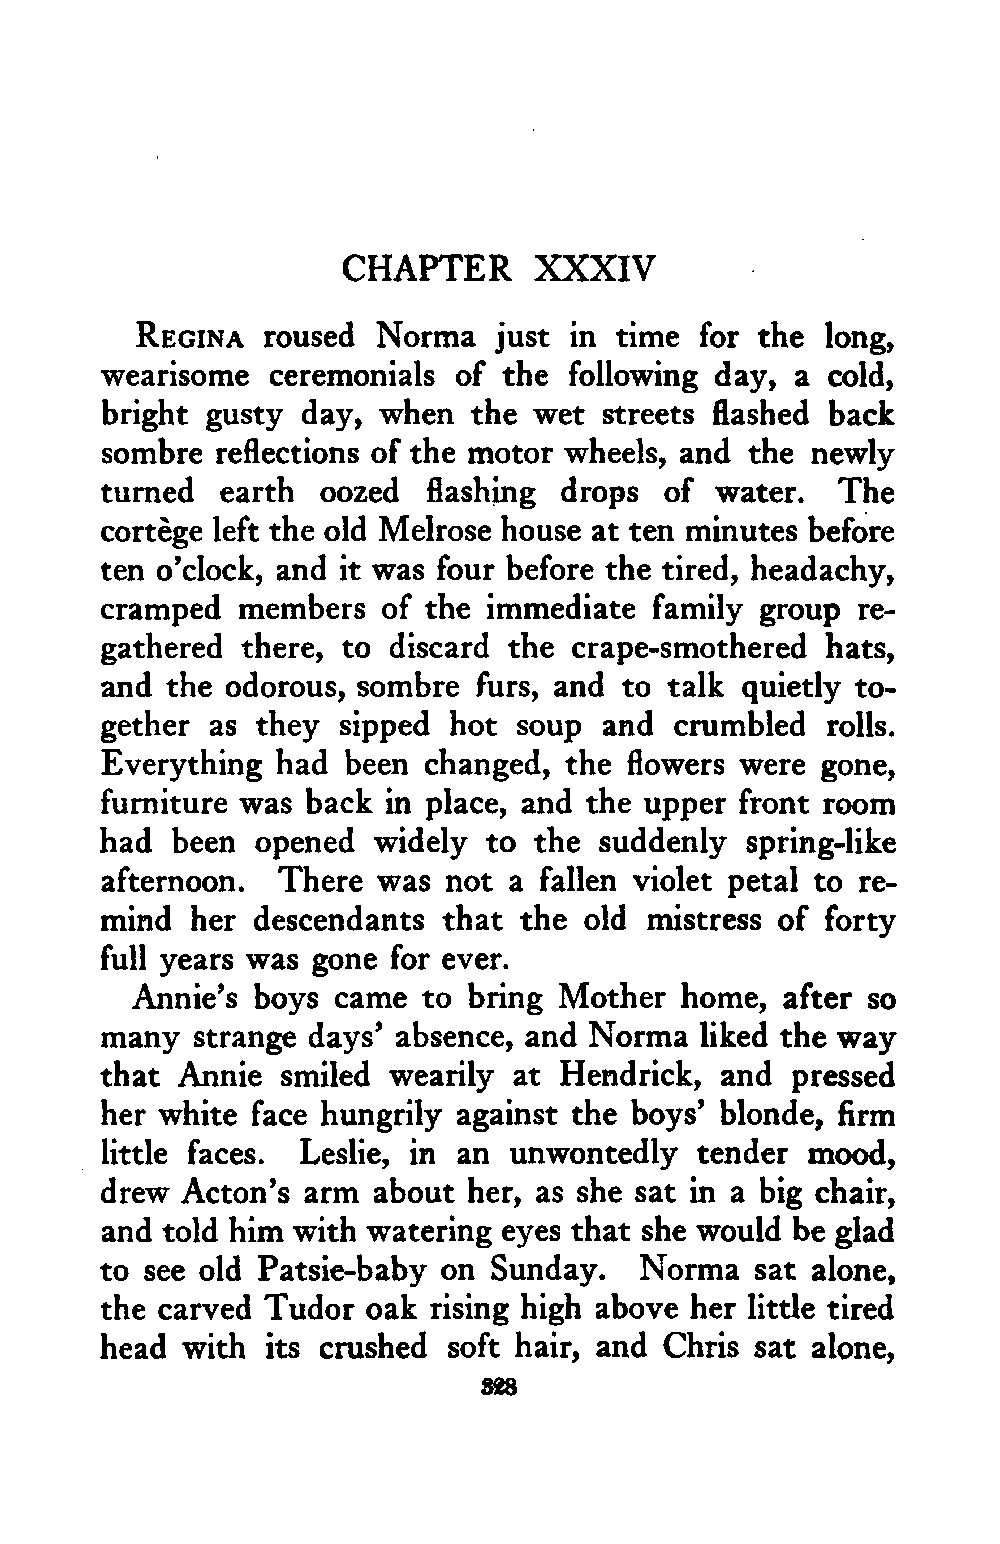 CHAPTER XXXIV
REGINA roused Norma just in time for the long,
wearisome ceremonials of the following day, a cold,
bright gusty day, when the wet streets flashed back
sombre reflections of the motor wheels, and the newly
turned earth oozed flashing drops of water. The
cortège left the old Melrose house at ten minutes before
ten o'clock, and it was four before the tired, headachy,
cramped members of the immediate family group re-
gathered there, to discard the crape-smothered hats,
and the odorous, sombre furs, and to talk quietly to-
gether as they sipped hot soup and crumbled rolls.
Everything had been changed, the flowers were gone,
furniture was back in place, and the upper front room
had been opened widely to the suddenly spring-like
afternoon. There was not a fallen violet petal to re-
mind her descendants that the old mistress of forty
full years was gone for ever.
Annie's boys came to bring Mother home, after so
many strange days' absence, and Norma liked the way
that Annie smiled wearily at Hendrick, and pressed
her white face hungrily against the boys' blonde, firm
little faces. Leslie, in an unwontedly tender mood,
drew Acton's arm about her, as she sat in a big chair,
and told him with watering eyes that she would be glad
to see old Patsie-baby on Sunday. Norma sat alone,
the carved Tudor oak rising high above her little tired
head with its crushed soft hair, and Chris sat alone,
328